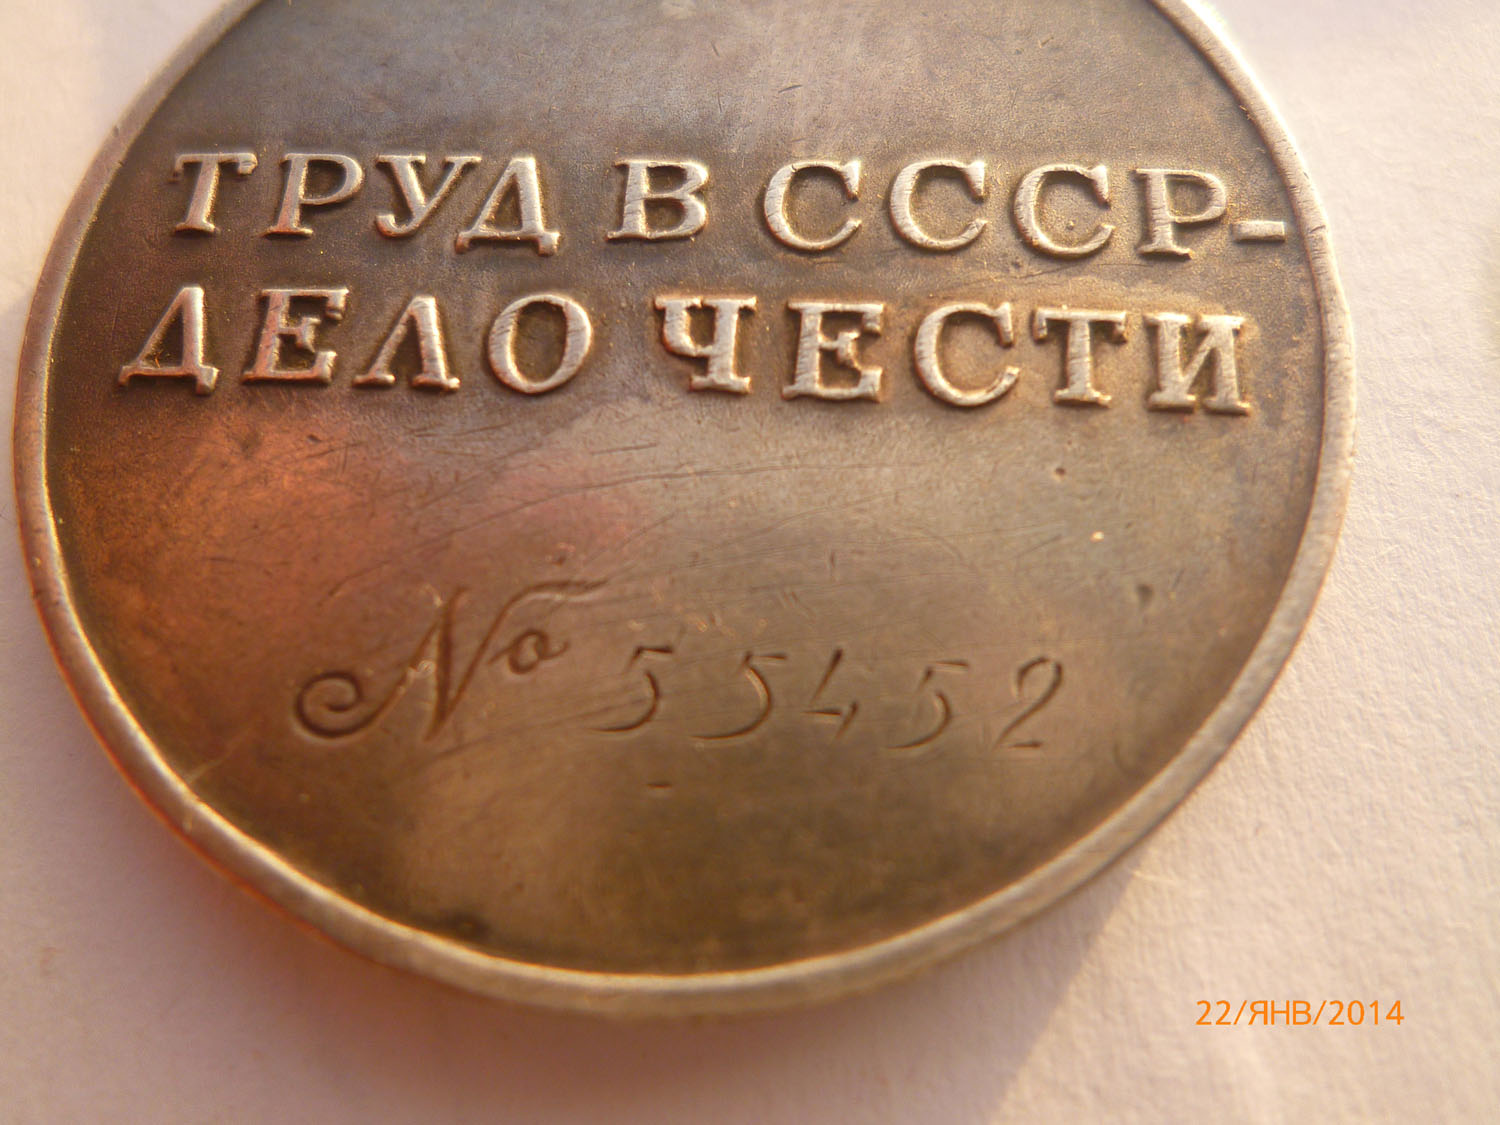 ТРУД В СССР-
ДЕЛО ЧЕСТИ
№ 55452
22/ЯНВ/2014